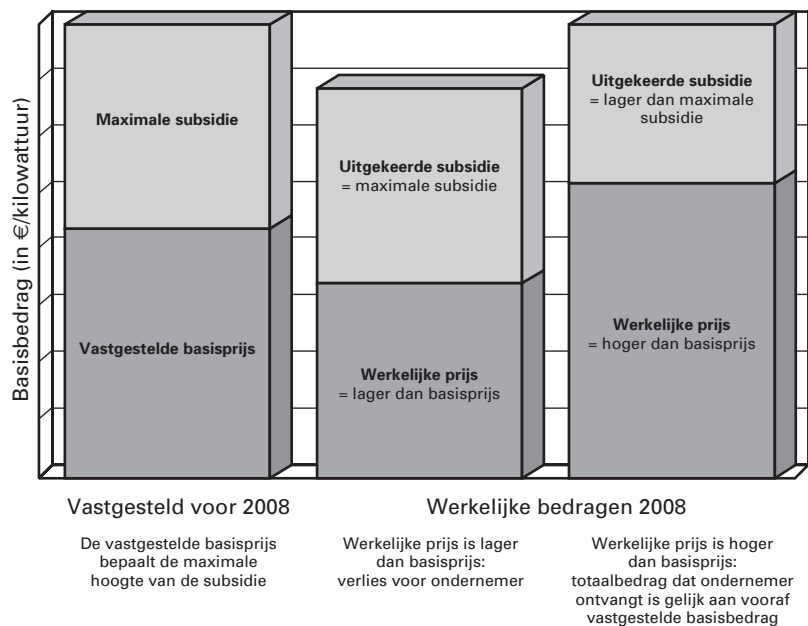 Basisbedrag (in €/kilowattuur)
Maximale subsidie
Vastgestelde basisprijs
Uitgekeerde subsidie
= maximale subsidie
Werkelijke prijs
= lager dan basisprijs
Uitgekeerde subsidie
= lager dan maximale
subsidie
Werkelijke prijs
= hoger dan basisprijs
Vastgesteld voor 2008
Werkelijke bedragen 2008
De vastgestelde basisprijs
bepaalt de maximale
hoogte van de subsidie
Werkelijke prijs is lager
dan basisprijs:
verlies voor ondernemer
Werkelijke prijs is hoger
dan basisprijs:
totaalbedrag dat ondernemer
ontvangt is gelijk aan vooraf
vastgestelde basisbedrag